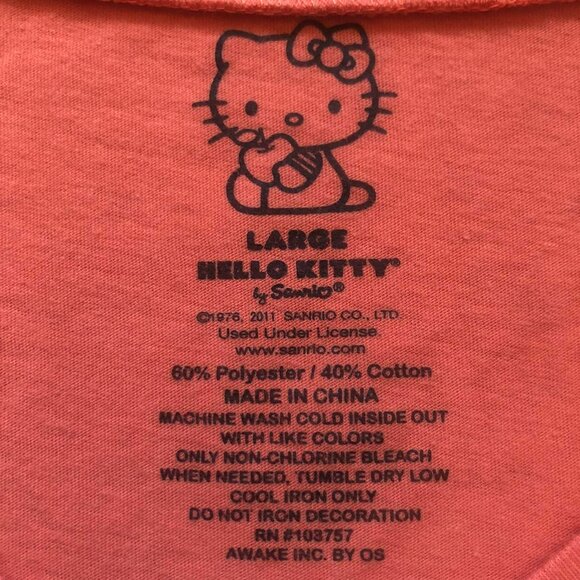 LARGE
HELLO KITTY®
by Sanrio®
©1976, 2011 SANRIO CO., LTD.
Used Under License.
www.sanrio.com
60% Polyester / 40% Cotton
MADE IN CHINA
MACHINE WASH COLD INSIDE OUT
WITH LIKE COLORS
ONLY NON-CHLORINE BLEACH
WHEN NEEDED, TUMBLE DRY LOW
COOL IRON ONLY
DO NOT IRON DECORATION
RN #103757
AWAKE INC. BY OS